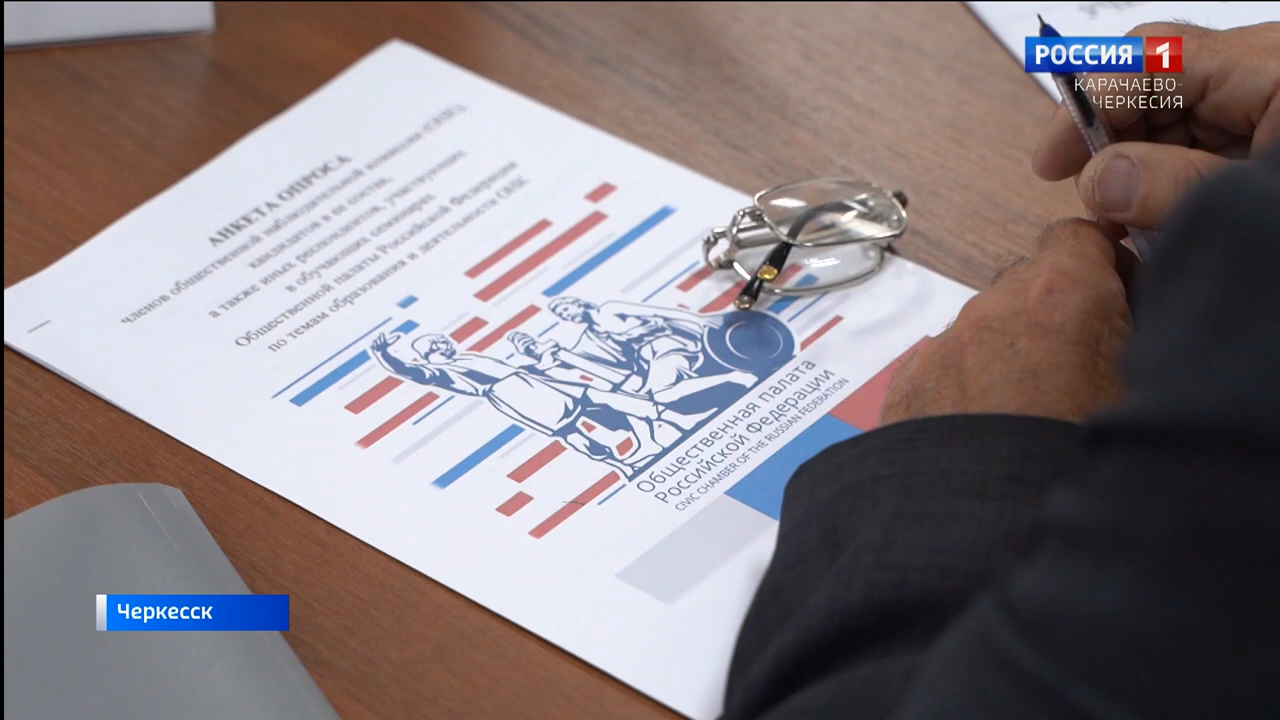 РОССИЯ 1
КАРАЧАЕВО-
ЧЕРКЕСИЯ
АНКЕТА ОПРОСА
членов общественной наблюдательной комиссии (ОНК),
кандидатов в ее состав,
а также иных респондентов, участвующих
в обучающих семинарах
Общественной палаты Российской Федерации
по темам образования и деятельности ОНК
Общественная палата
Российской Федерации
CIVIC CHAMBER OF THE RUSSIAN FEDERATION
Черкесск